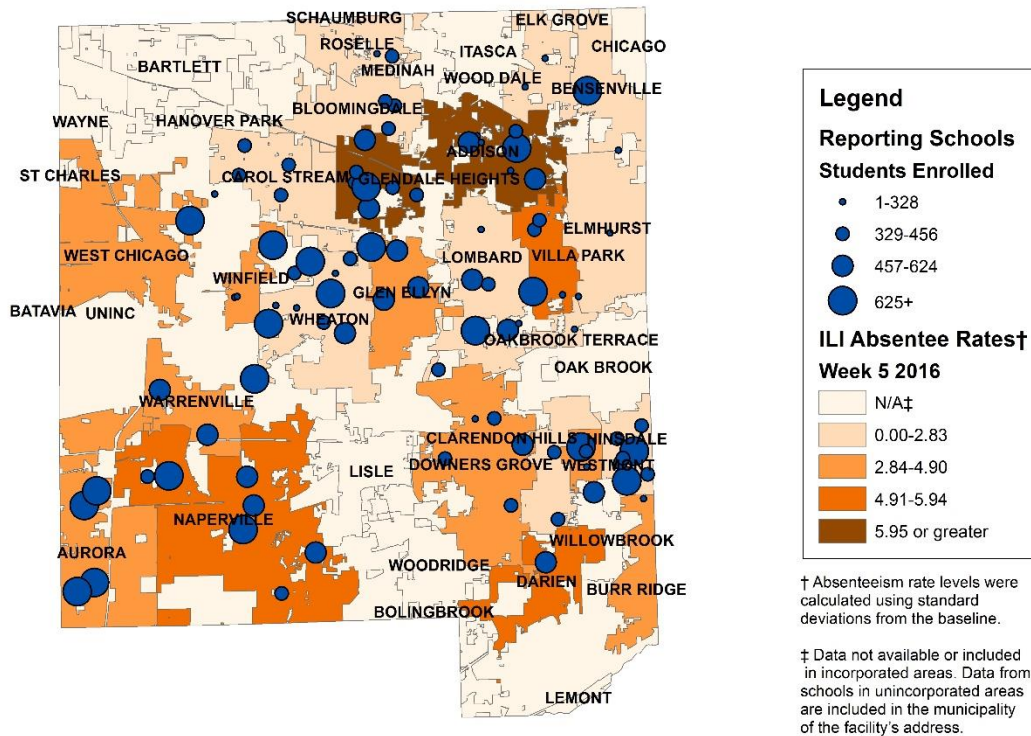 SCHAUMBURG
ELK GROVE
ROSELLE
ITASCA
CHICAGO
MEDINAH
BARTLETT
WOOD DALE
BENSENVILLE
BLOOMINGDALE
WAYNE
HANOVER PARK
ADDISON
ST CHARLES
CAROL STREAM
GLENDALE HEIGHTS
ELMHURST
WEST CHICAGO
LOMBARD
VILLA PARK
WINFIELD
GLEN ELLYN
BATAVIA
UNINC
WHEATON
OAKBROOK TERRACE
OAK BROOK
WARRENVILLE
CLARENDON HILLS
HINSDALE
LISLE
DOWNERS GROVE
WESTMONT
NAPERVILLE
WILLOWBROOK
AURORA
WOODRIDGE
DARIEN
BURR RIDGE
BOLINGBROOK
LEMONT
Legend
Reporting Schools
Students Enrolled
1-328
329-456
457-624
625+
ILI Absentee Rates†
Week 5 2016
N/A‡
0.00-2.83
2.84-4.90
4.91-5.94
5.95 or greater
† Absenteeism rate levels were
calculated using standard
deviations from the baseline.
‡ Data not available or included
in incorporated areas. Data from
schools in unincorporated areas
are included in the municipality
of the facility's address.